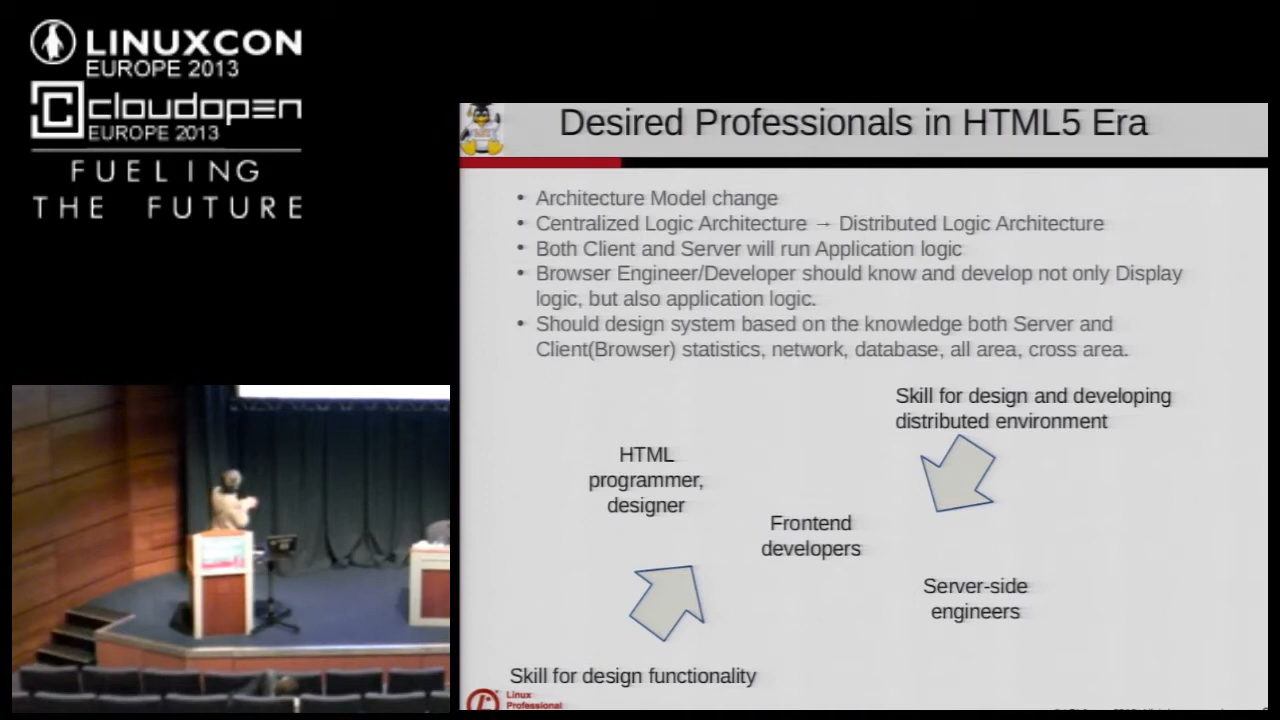 LINUXCON
EUROPE 2013
cloudopen
EUROPE 2013
FUELING
THE FUTURE
Desired Professionals in HTML5 Era
• Architecture Model change
• Centralized Logic Architecture → Distributed Logic Architecture
• Both Client and Server will run Application logic
• Browser Engineer/Developer should know and develop not only Display
logic, but also application logic.
• Should design system based on the knowledge both Server and
Client(Browser) statistics, network, database, all area, cross area.
Skill for design and developing
distributed environment
HTML
programmer,
designer
Frontend
developers
Server-side
engineers
Skill for design functionality
Linux
Professional